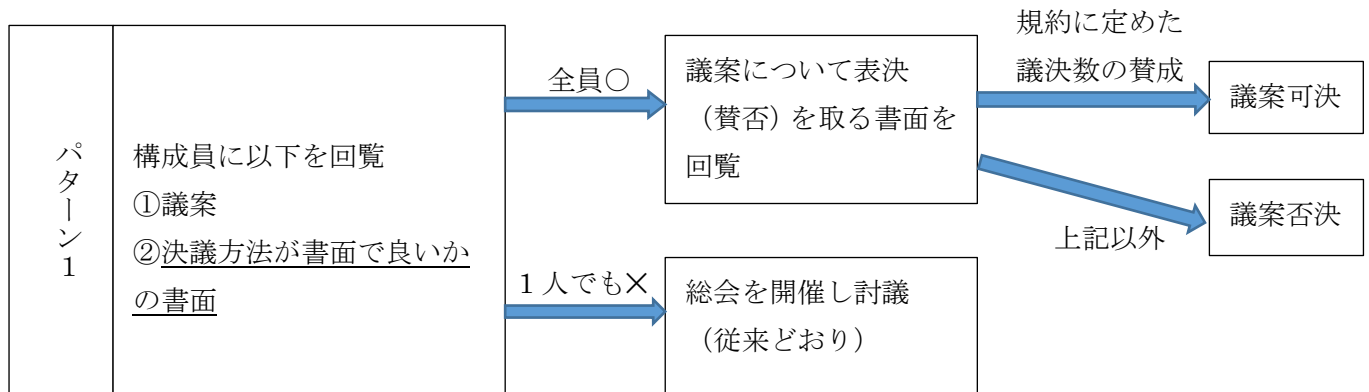 パターン１
構成員に以下を回覧
①議案
②決議方法が書面で良いか
の書面
全員○
１人でも×
議案について表決
（賛否）を取る書面を
回覧
総会を開催し討議
（従来どおり）
規約に定めた
議決数の賛成
上記以外
議案可決
議案否決